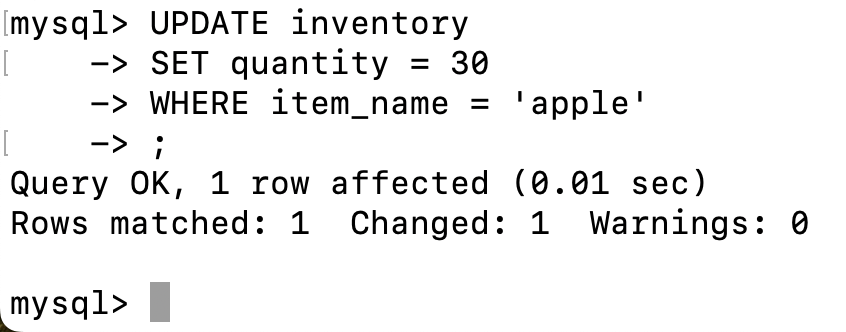 mysql> UPDATE inventory
    -> SET quantity = 30
    -> WHERE item_name = 'apple'
    -> ;
Query OK, 1 row affected (0.01 sec)
Rows matched: 1  Changed: 1  Warnings: 0

mysql>